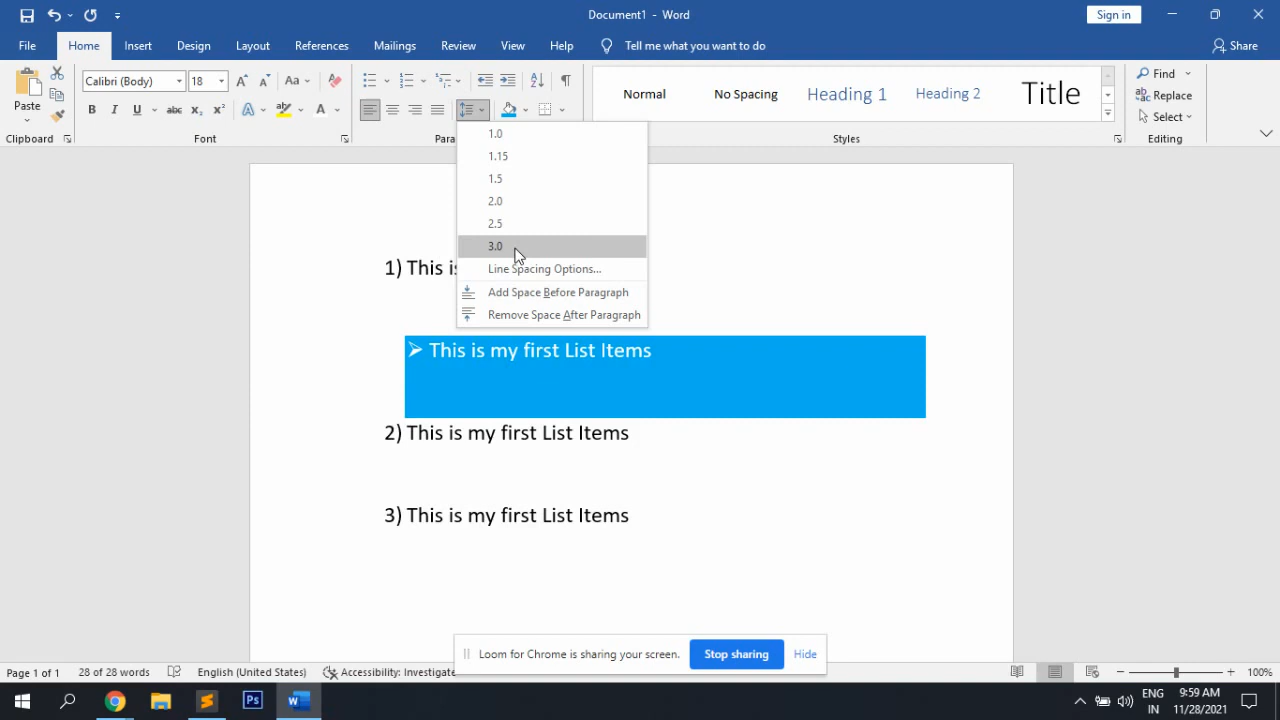 Document1 - Word
Sign in
File Home Insert Design Layout References Mailings Review View Help Tell me what you want to do Share
Paste
Calibri (Body) 18 Aa
B I U abc x₂ x² A A
Normal No Spacing Heading 1 Heading 2 Title
Find
Replace
Select
Clipboard Font Para Styles Editing
1.0
1.15
1.5
2.0
2.5
3.0
Line Spacing Options...
Add Space Before Paragraph
Remove Space After Paragraph
1) This is
➢ This is my first List Items
2) This is my first List Items
3) This is my first List Items
Loom for Chrome is sharing your screen. Stop sharing Hide
Page 1 of 1 28 of 28 words English (United States) Accessibility: Investigate 100%
Ps W
ENG
IN
9:59 AM
11/28/2021